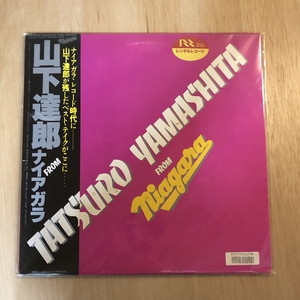 山下達郎
FROM
ナイアガラ
ナイアガラ・レコード時代に
山下達郎が残したベスト・テイクがここに……
TATSURO YAMASHITA
FROM
Niagara
RR
レンタルレコード